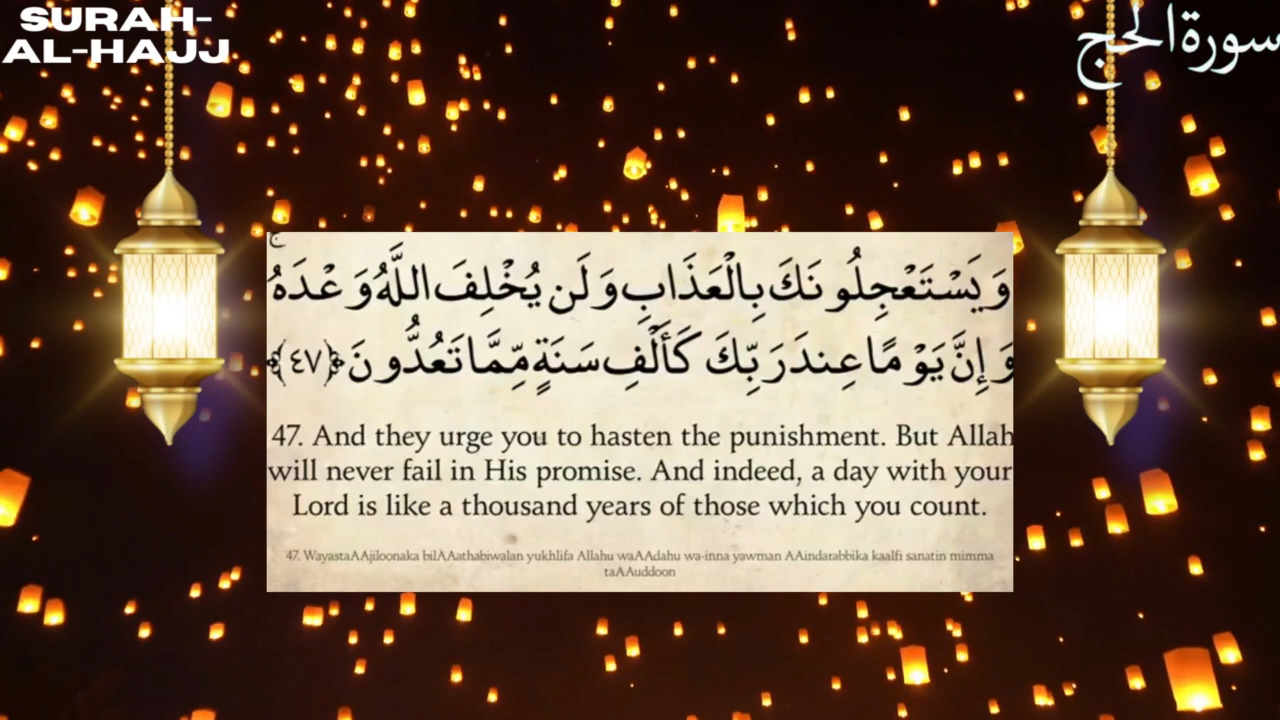 SURAH-
AL-HAJJ
سورة الحج
وَيَسْتَعْجِلُونَكَ بِالْعَذَابِ وَلَن يُخْلِفَ اللَّهُ وَعْدَهُ ۚ
وَإِنَّ يَوْمًا عِندَ رَبِّكَ كَأَلْفِ سَنَةٍ مِّمَّا تَعُدُّونَ ﴿٤٧﴾
47. And they urge you to hasten the punishment. But Allah
will never fail in His promise. And indeed, a day with your
Lord is like a thousand years of those which you count.
47. WayastaAAjiloonaka bilAAathabiwalan yukhlifa Allahu waAAdahu wa-inna yawman AAindarabbika kaalfi sanatin mimma
taAAuddoon